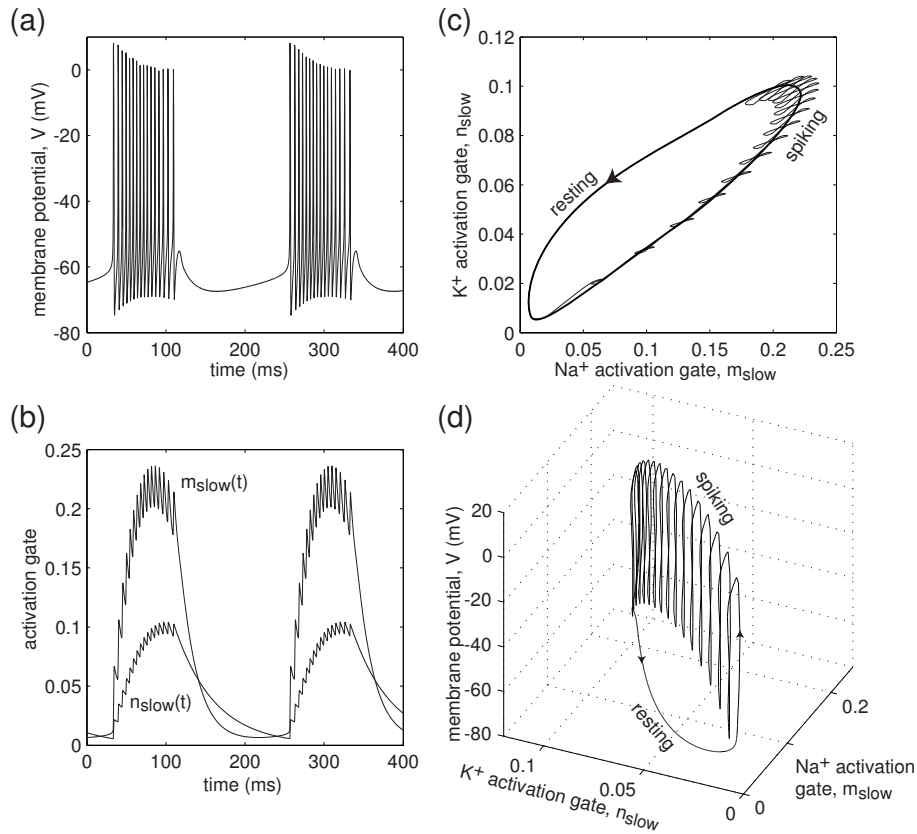 (a)
membrane potential, V (mV)
0
-20
-40
-60
-80
0 100 200 300 400
time (ms)
(b)
activation gate
0.25
0.2
0.15
0.1
0.05
0
m_slow(t)
n_slow(t)
0 100 200 300 400
time (ms)
(c)
K+ activation gate, n_slow
0.12
0.1
0.08
0.06
0.04
0.02
0
resting
spiking
0 0.05 0.1 0.15 0.2 0.25
Na+ activation gate, m_slow
(d)
membrane potential, V (mV)
20
0
-20
-40
-60
-80
spiking
resting
0.1
0.05
0
0
0.2
K+ activation gate, n_slow
Na+ activation
gate, m_slow